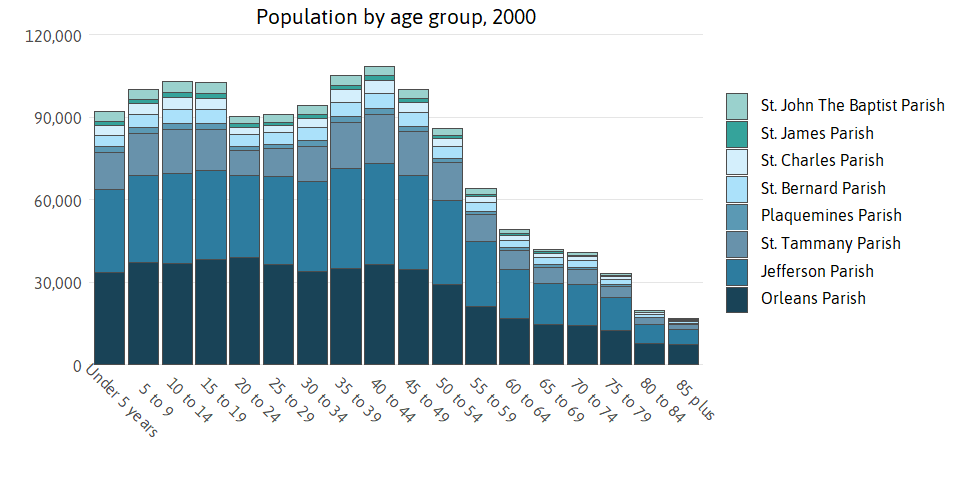 Population by age group, 2000
120,000
90,000
60,000
30,000
0
Under 5 years
5 to 9
10 to 14
15 to 19
20 to 24
25 to 29
30 to 34
35 to 39
40 to 44
45 to 49
50 to 54
55 to 59
60 to 64
65 to 69
70 to 74
75 to 79
80 to 84
85 plus
St. John The Baptist Parish
St. James Parish
St. Charles Parish
St. Bernard Parish
Plaquemines Parish
St. Tammany Parish
Jefferson Parish
Orleans Parish